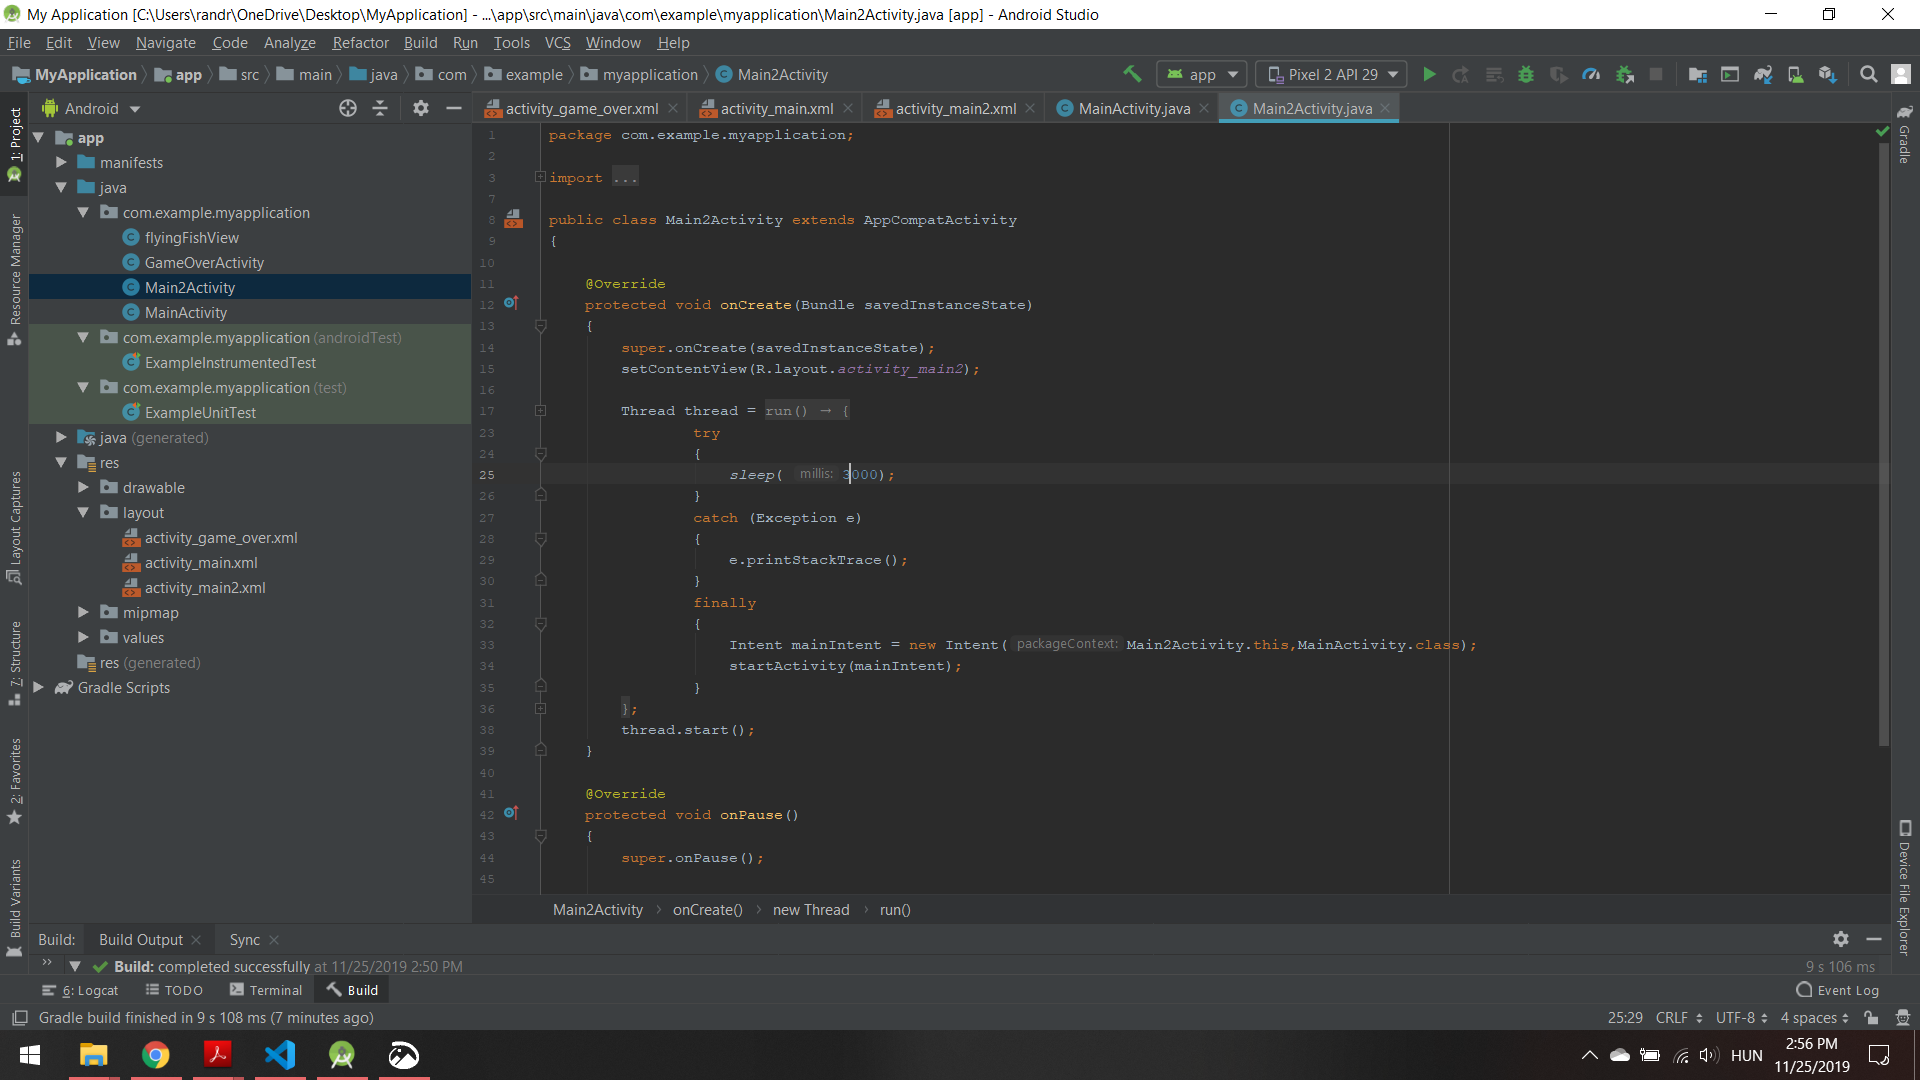 My Application [C:\Users\randr\OneDrive\Desktop\MyApplication] - ...\app\src\main\java\com\example\myapplication\Main2Activity.java [app] - Android Studio
File Edit View Navigate Code Analyze Refactor Build Run Tools VCS Window Help
MyApplication app src main java com example myapplication Main2Activity
app Pixel 2 API 29
Android
activity_game_over.xml activity_main.xml activity_main2.xml MainActivity.java Main2Activity.java
1: Project
Resource Manager
Layout Captures
7: Structure
2: Favorites
Build Variants
app
manifests
java
com.example.myapplication
flyingFishView
GameOverActivity
Main2Activity
MainActivity
com.example.myapplication (androidTest)
ExampleInstrumentedTest
com.example.myapplication (test)
ExampleUnitTest
java (generated)
res
drawable
layout
activity_game_over.xml
activity_main.xml
activity_main2.xml
mipmap
values
res (generated)
Gradle Scripts
1 package com.example.myapplication;
2
3 import ...
7
8 public class Main2Activity extends AppCompatActivity
9 {
10
11 @Override
12 protected void onCreate(Bundle savedInstanceState)
13 {
14 super.onCreate(savedInstanceState);
15 setContentView(R.layout.activity_main2);
16
17 Thread thread = run() → {
23 try
24 {
25 sleep( millis: 3000);
26 }
27 catch (Exception e)
28 {
29 e.printStackTrace();
30 }
31 finally
32 {
33 Intent mainIntent = new Intent( packageContext: Main2Activity.this,MainActivity.class);
34 startActivity(mainIntent);
35 }
36 };
38 thread.start();
39 }
40
41 @Override
42 protected void onPause()
43 {
44 super.onPause();
45
Main2Activity onCreate() new Thread run()
Gradle
Device File Explorer
Build: Build Output Sync
Build: completed successfully at 11/25/2019 2:50 PM 9 s 106 ms
6: Logcat TODO Terminal Build Event Log
Gradle build finished in 9 s 108 ms (7 minutes ago) 25:29 CRLF UTF-8 4 spaces
HUN 2:56 PM
11/25/2019